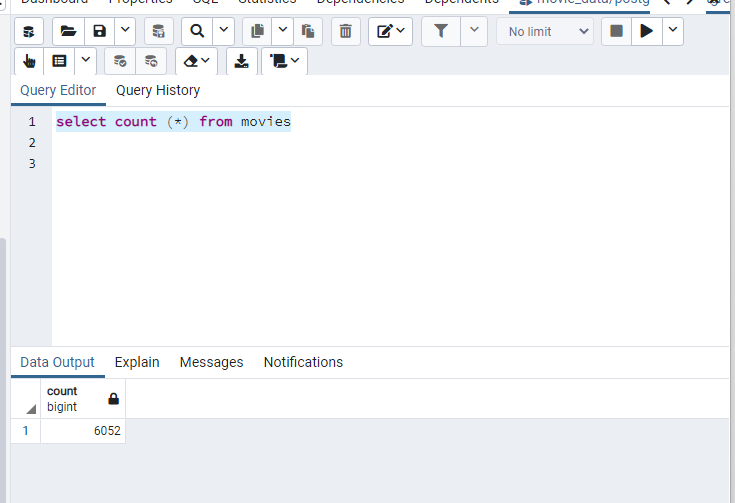 Dashboard Properties SQL Statistics Dependencies Dependents movie_data/postg
No limit
Query Editor Query History
1 select count (*) from movies
2
3
Data Output Explain Messages Notifications
count
bigint
1 6052